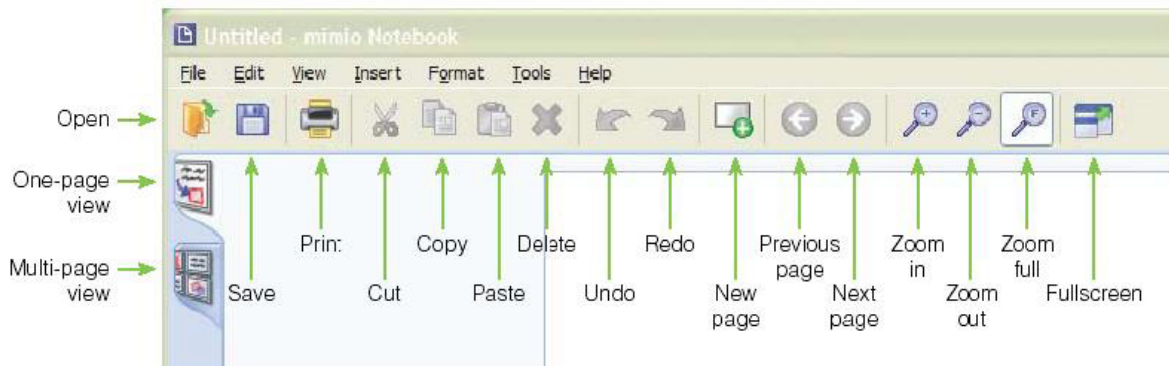 Untitled - mimio Notebook
File Edit View Insert Format Tools Help
Open
One-page
view
Print Copy Delete Redo Previous
page Zoom
in Zoom
full
Multi-page
view
Save Cut Paste Undo New
page Next
page Zoom
out Fullscreen